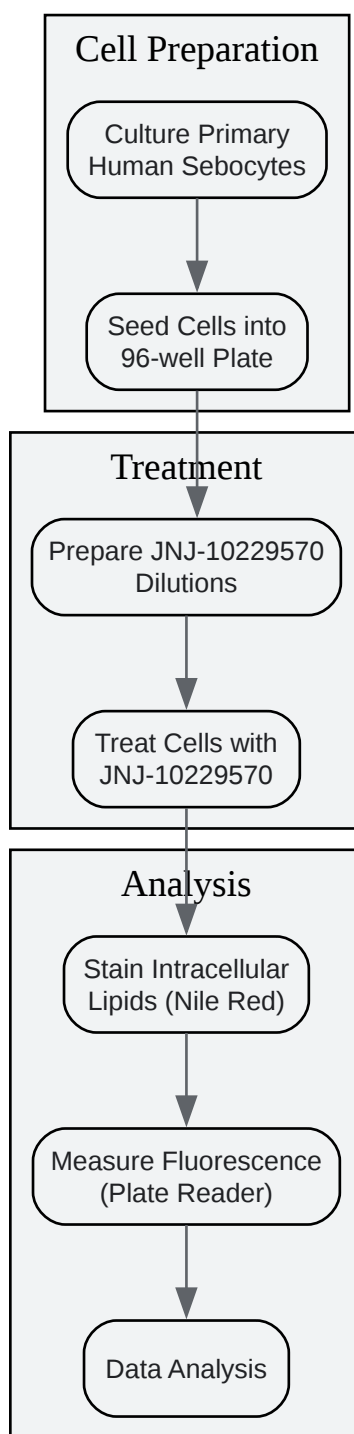 Cell Preparation
Culture Primary
Human Sebocytes
Seed Cells into
96-well Plate
Treatment
Prepare JNJ-10229570
Dilutions
Treat Cells with
JNJ-10229570
Analysis
Stain Intracellular
Lipids (Nile Red)
Measure Fluorescence
(Plate Reader)
Data Analysis